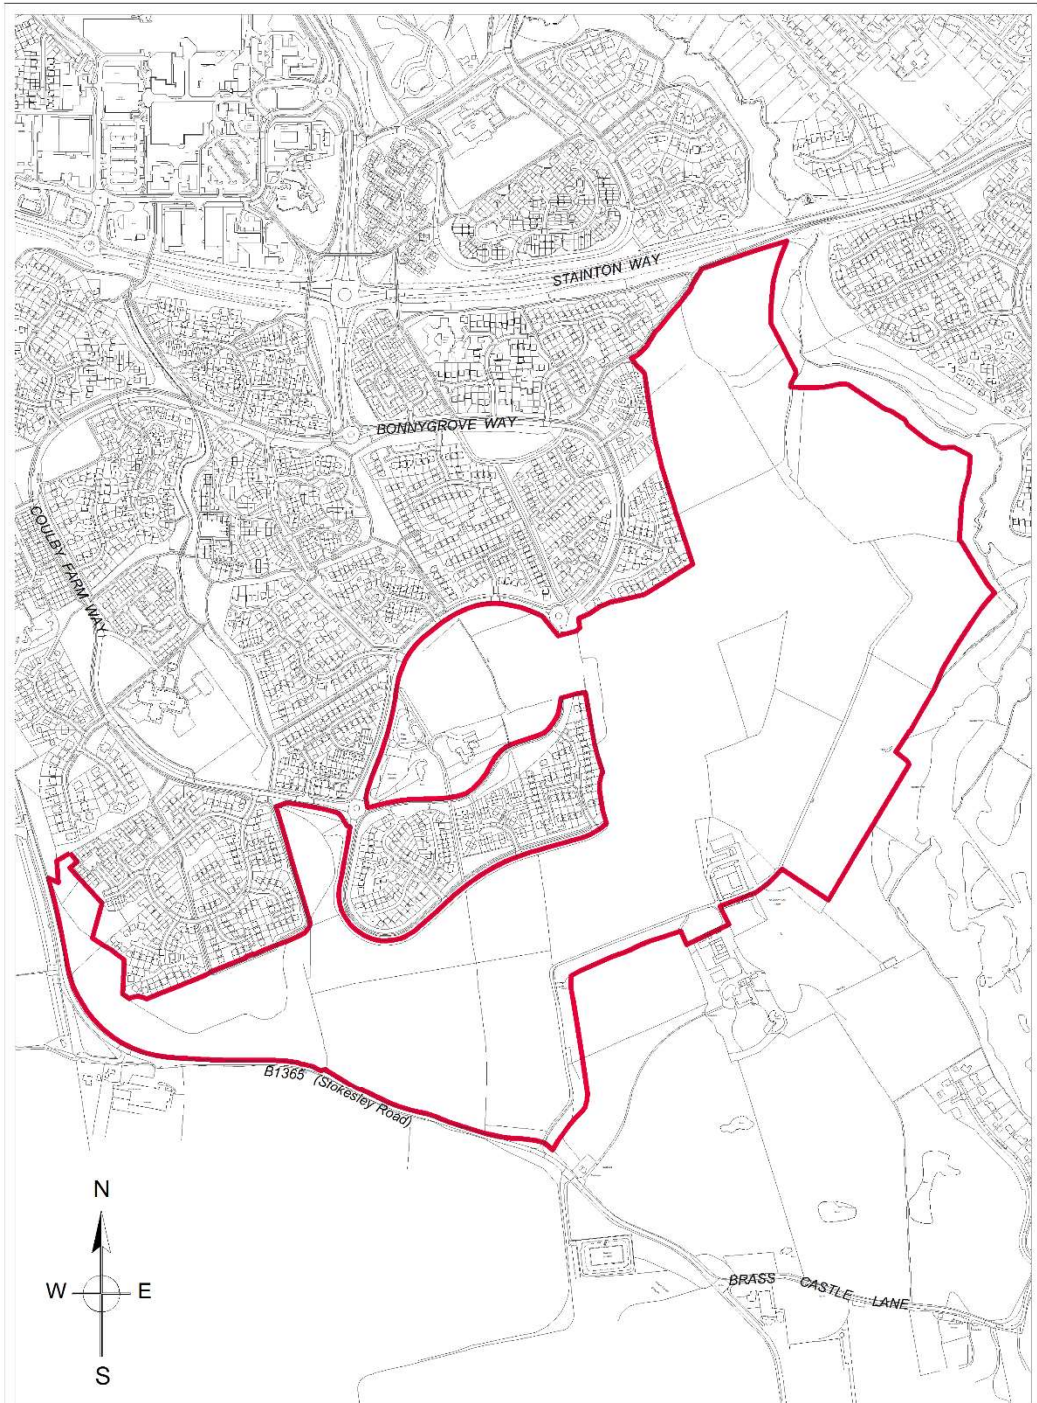 STAINTON WAY
BONNYGROVE WAY
COULBY FARM WAY
B1365 (Stokesley Road)
N
W E
S
BRASS CASTLE LANE